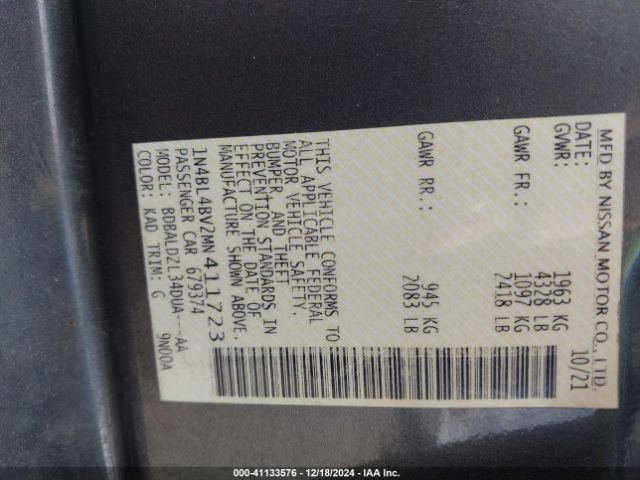 MFD BY NISSAN MOTOR CO., LTD.
DATE: 10/21
GVWR: 1963 KG
4328 LB
GAWR FR.: 1097 KG
2418 LB
GAWR RR.: 945 KG
2083 LB
THIS VEHICLE CONFORMS TO
ALL APPLICABLE FEDERAL
MOTOR VEHICLE SAFETY,
BUMPER AND THEFT
PREVENTION STANDARDS IN
EFFECT ON THE DATE OF
MANUFACTURE SHOWN ABOVE.
1N4BL4BV2MN411723
PASSENGER CAR 679374
MODEL: BDBALDZL34DUA---AA
COLOR: KAD TRIM: G 9N00A
000-41133576 - 12/18/2024 - IAA Inc.